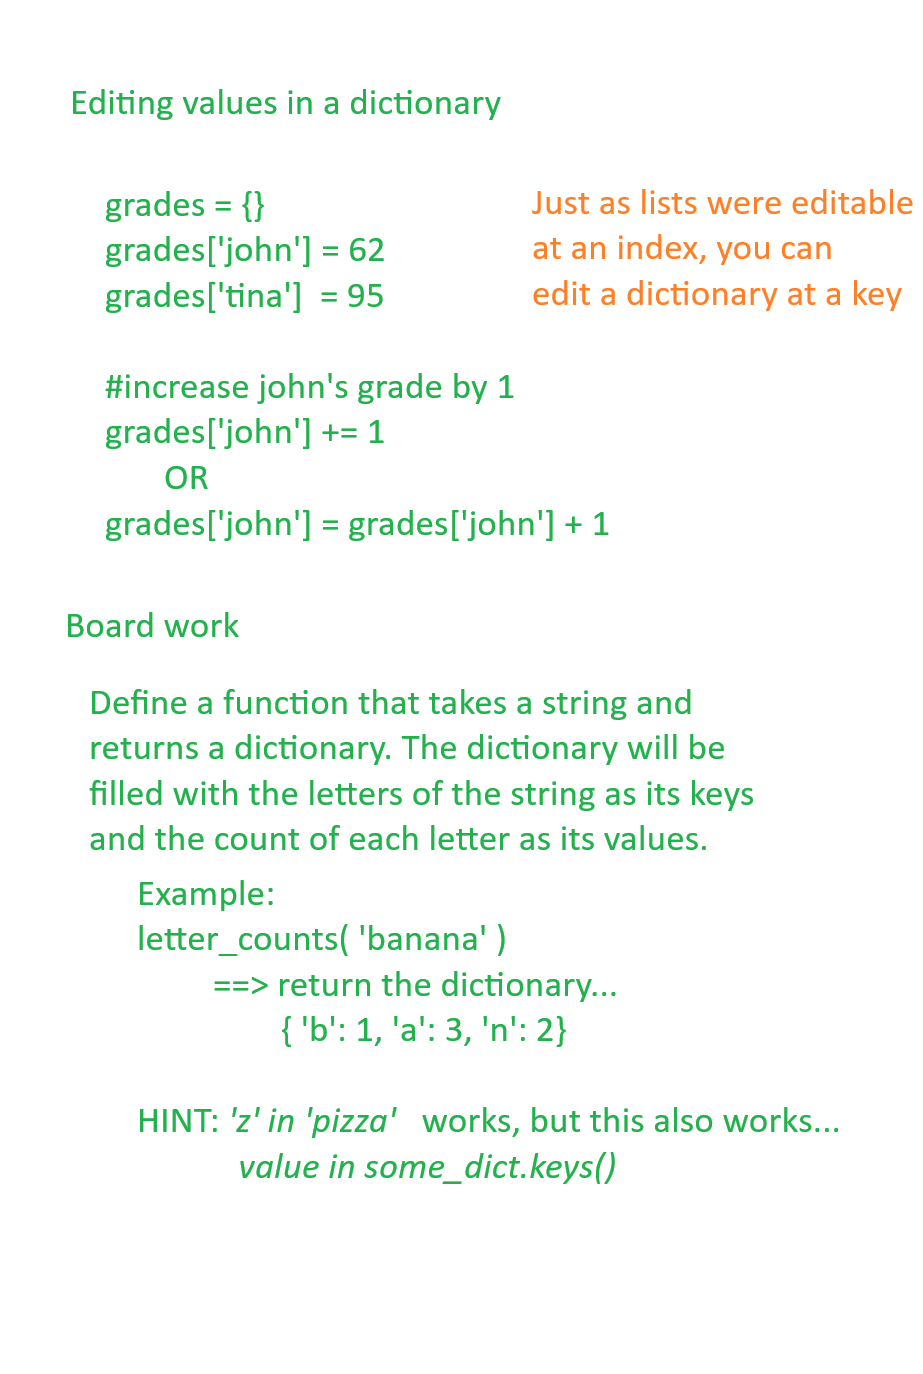 Editing values in a dictionary
grades = {}
grades['john'] = 62
grades['tina']  = 95
Just as lists were editable
at an index, you can
edit a dictionary at a key
#increase john's grade by 1
grades['john'] += 1
OR
grades['john'] = grades['john'] + 1
Board work
Define a function that takes a string and
returns a dictionary. The dictionary will be
filled with the letters of the string as its keys
and the count of each letter as its values.
Example:
letter_counts( 'banana' )
==> return the dictionary...
{ 'b': 1, 'a': 3, 'n': 2}
HINT: 'z' in 'pizza'   works, but this also works...
value in some_dict.keys()